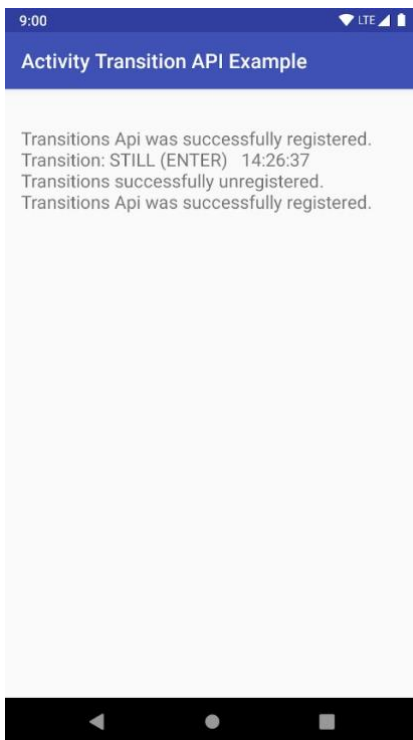 9:00 LTE
Activity Transition API Example
Transitions Api was successfully registered.
Transition: STILL (ENTER) 14:26:37
Transitions successfully unregistered.
Transitions Api was successfully registered.